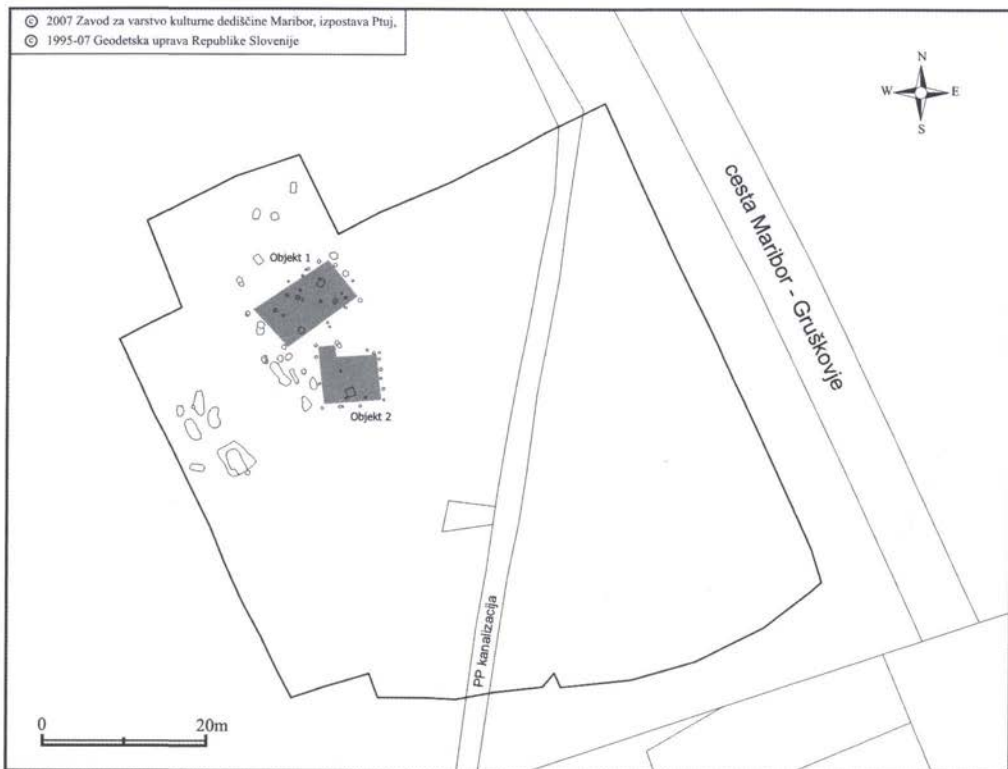 © 2007 Zavod za varstvo kulturne dediščine Maribor, izpostava Ptuj,
© 1995-07 Geodetska uprava Republike Slovenije
N
W E
S
cesta Maribor - Gruškovje
Objekt 1
Objekt 2
PP kanalizacija
0 20m